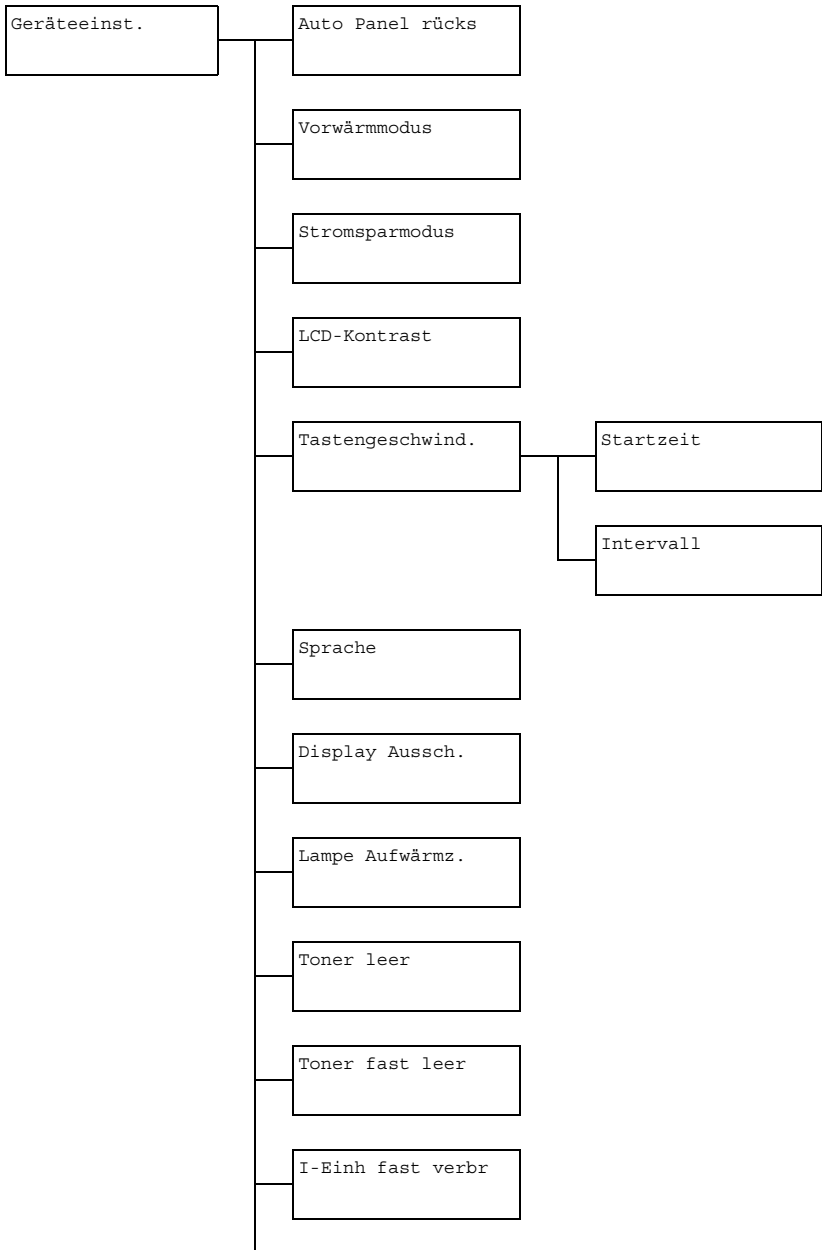 Geräteeinst.
Auto Panel rücks
Vorwärmmodus
Stromsparmodus
LCD-Kontrast
Tastengeschwind.
Startzeit
Intervall
Sprache
Display Aussch.
Lampe Aufwärmz.
Toner leer
Toner fast leer
I-Einh fast verbr